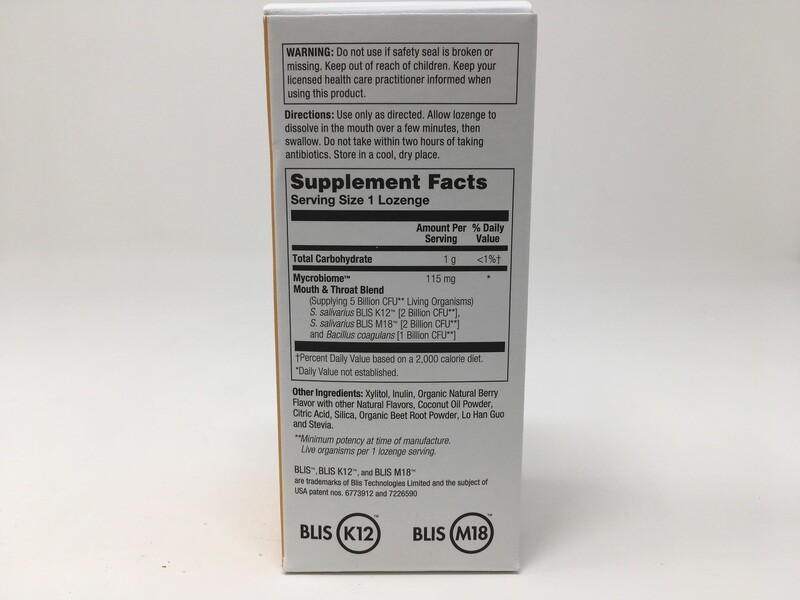 WARNING: Do not use if safety seal is broken or
missing. Keep out of reach of children. Keep your
licensed health care practitioner informed when
using this product.
Directions: Use only as directed. Allow lozenge to
dissolve in the mouth over a few minutes, then
swallow. Do not take within two hours of taking
antibiotics. Store in a cool, dry place.
Supplement Facts
Serving Size 1 Lozenge
Amount Per % Daily
Serving Value
Total Carbohydrate 1 g <1%†
Mycrobiome™ 115 mg *
Mouth & Throat Blend
(Supplying 5 Billion CFU** Living Organisms)
S. salivarius BLIS K12™ [2 Billion CFU**],
S. salivarius BLIS M18™ [2 Billion CFU**]
and Bacillus coagulans [1 Billion CFU**]
†Percent Daily Value based on a 2,000 calorie diet.
*Daily Value not established.
Other Ingredients: Xylitol, Inulin, Organic Natural Berry
Flavor with other Natural Flavors, Coconut Oil Powder,
Citric Acid, Silica, Organic Beet Root Powder, Lo Han Guo
and Stevia.
**Minimum potency at time of manufacture.
Live organisms per 1 lozenge serving.
BLIS™, BLIS K12™, and BLIS M18™
are trademarks of Blis Technologies Limited and the subject of
USA patent nos. 6773912 and 7226590
BLIS K12™ BLIS M18™